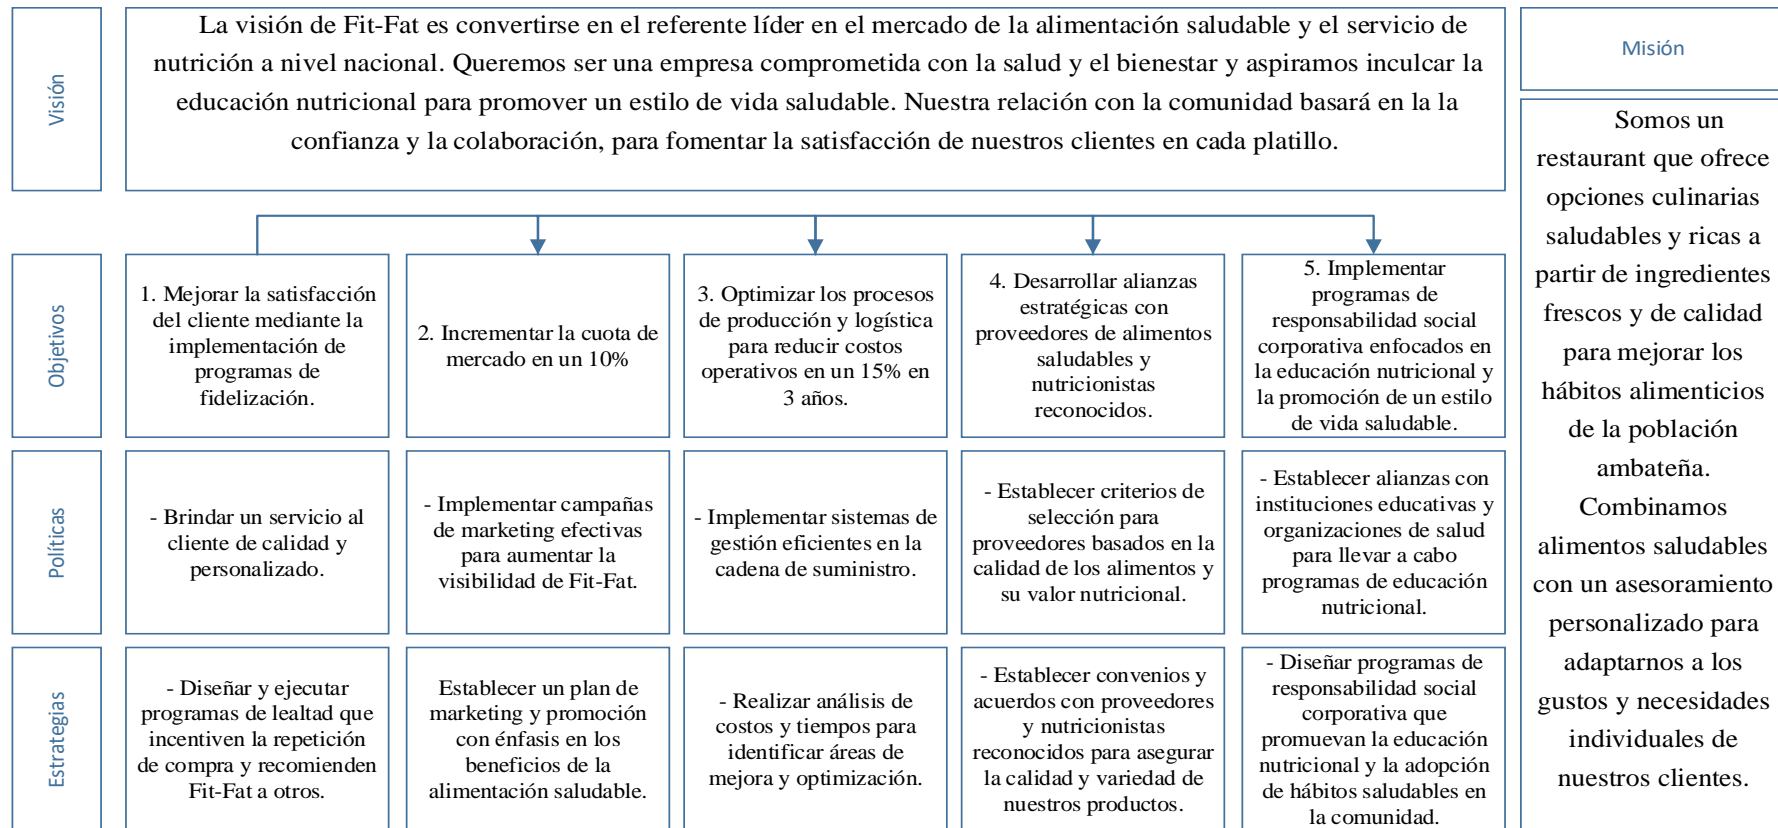 Visión
La visión de Fit-Fat es convertirse en el referente líder en el mercado de la alimentación saludable y el servicio de
nutrición a nivel nacional. Queremos ser una empresa comprometida con la salud y el bienestar y aspiramos inculcar la
educación nutricional para promover un estilo de vida saludable. Nuestra relación con la comunidad basará en la la
confianza y la colaboración, para fomentar la satisfacción de nuestros clientes en cada platillo.
Misión
Somos un
restaurant que ofrece
opciones culinarias
saludables y ricas a
partir de ingredientes
frescos y de calidad
para mejorar los
hábitos alimenticios
de la población
ambateña.
Combinamos
alimentos saludables
con un asesoramiento
personalizado para
adaptarnos a los
gustos y necesidades
individuales de
nuestros clientes.
Objetivos
1. Mejorar la satisfacción
del cliente mediante la
implementación de
programas de
fidelización.
2. Incrementar la cuota de
mercado en un 10%
3. Optimizar los procesos
de producción y logística
para reducir costos
operativos en un 15% en
3 años.
4. Desarrollar alianzas
estratégicas con
proveedores de alimentos
saludables y
nutricionistas
reconocidos.
5. Implementar
programas de
responsabilidad social
corporativa enfocados en
la educación nutricional y
la promoción de un estilo
de vida saludable.
Políticas
- Brindar un servicio al
cliente de calidad y
personalizado.
- Implementar campañas
de marketing efectivas
para aumentar la
visibilidad de Fit-Fat.
- Implementar sistemas de
gestión eficientes en la
cadena de suministro.
- Establecer criterios de
selección para
proveedores basados en la
calidad de los alimentos y
su valor nutricional.
- Establecer alianzas con
instituciones educativas y
organizaciones de salud
para llevar a cabo
programas de educación
nutricional.
Estrategias
- Diseñar y ejecutar
programas de lealtad que
incentiven la repetición
de compra y recomienden
Fit-Fat a otros.
Establecer un plan de
marketing y promoción
con énfasis en los
beneficios de la
alimentación saludable.
- Realizar análisis de
costos y tiempos para
identificar áreas de
mejora y optimización.
- Establecer convenios y
acuerdos con proveedores
y nutricionistas
reconocidos para asegurar
la calidad y variedad de
nuestros productos.
- Diseñar programas de
responsabilidad social
corporativa que
promuevan la educación
nutricional y la adopción
de hábitos saludables en
la comunidad.